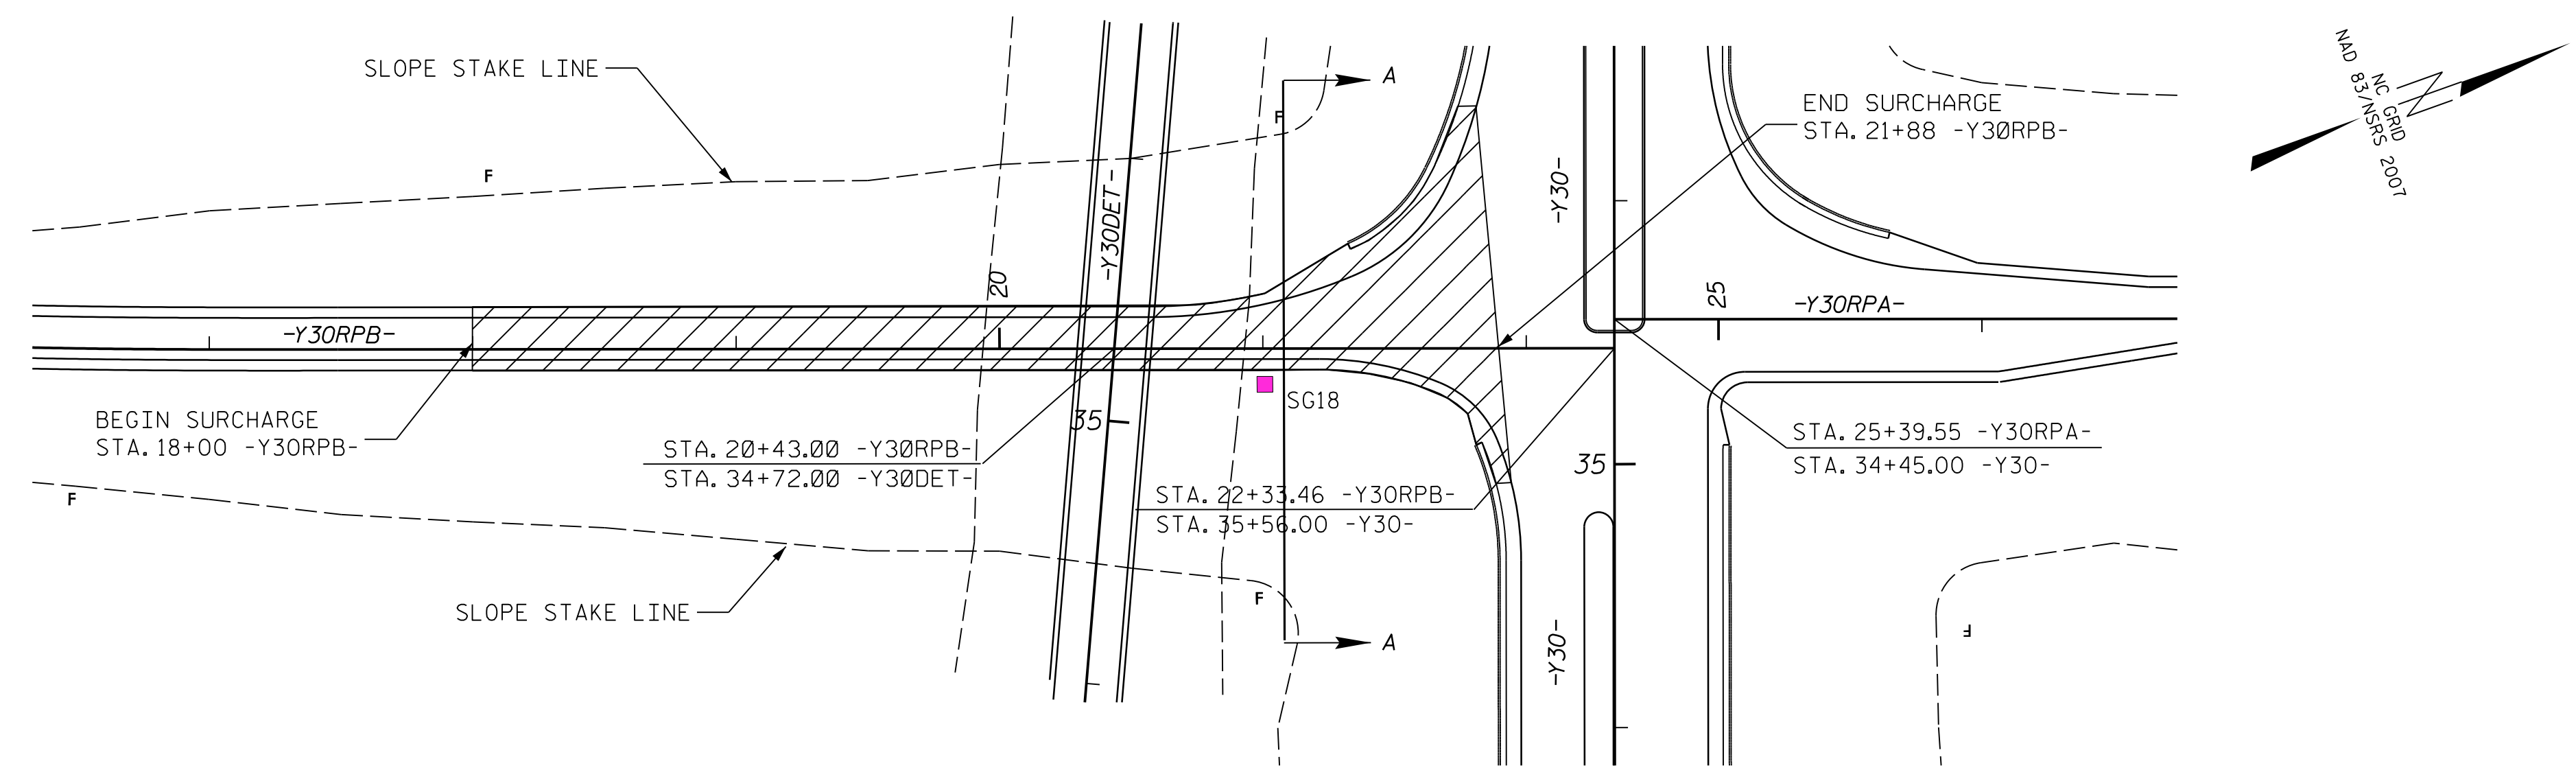 SLOPE STAKE LINE
F
BEGIN SURCHARGE
STA. 18+00 -Y30RPB-
-Y30RPB-
F
SLOPE STAKE LINE
20
-Y30DET-
35
STA. 20+43.00 -Y30RPB-
STA. 34+72.00 -Y30DET-
F
A
SG18
STA. 22+33.46 -Y30RPB-
STA. 35+56.00 -Y30-
F
A
-Y30-
35
-Y30-
END SURCHARGE
STA. 21+88 -Y30RPB-
25
-Y30RPA-
STA. 25+39.55 -Y30RPA-
STA. 34+45.00 -Y30-
F
NC GRID
NAD 83/NSRS 2007